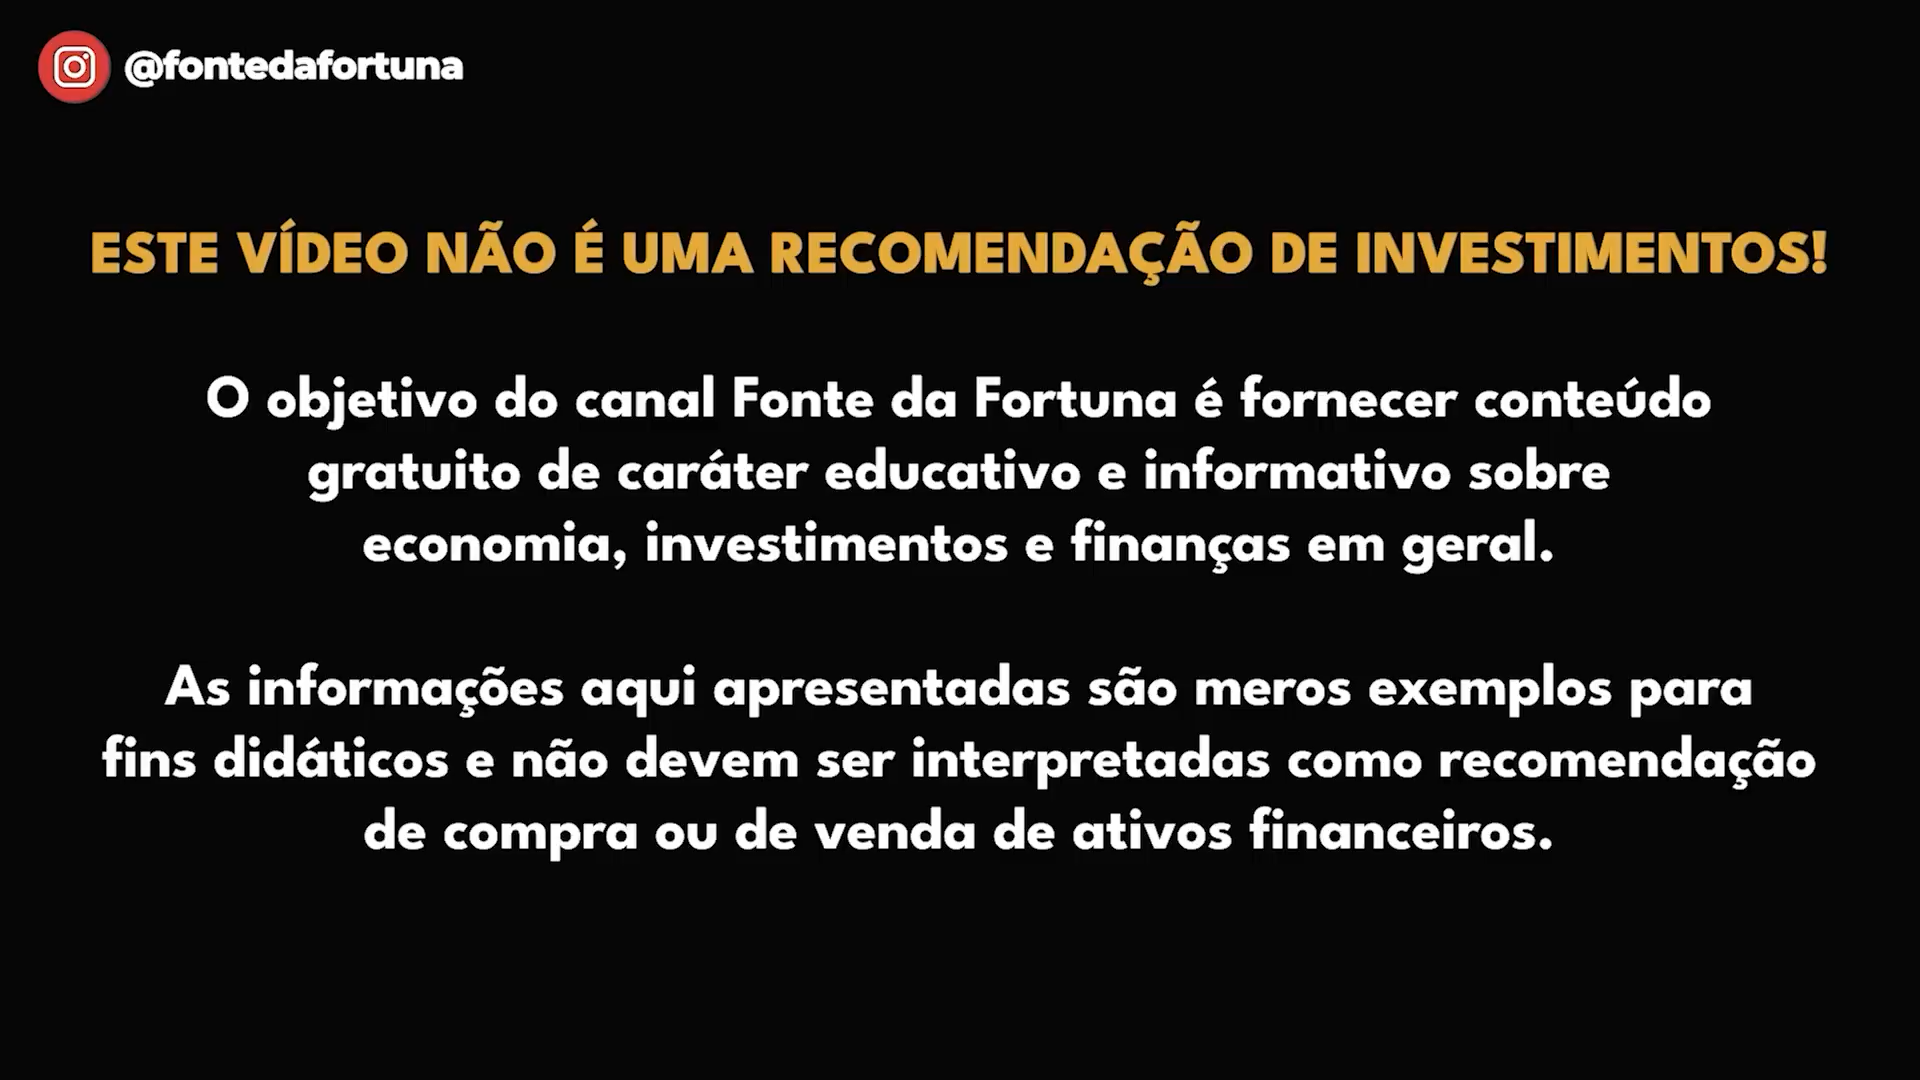 @fontedafortuna
ESTE VÍDEO NÃO É UMA RECOMENDAÇÃO DE INVESTIMENTOS!
O objetivo do canal Fonte da Fortuna é fornecer conteúdo
gratuito de caráter educativo e informativo sobre
economia, investimentos e finanças em geral.
As informações aqui apresentadas são meros exemplos para
fins didáticos e não devem ser interpretadas como recomendação
de compra ou de venda de ativos financeiros.